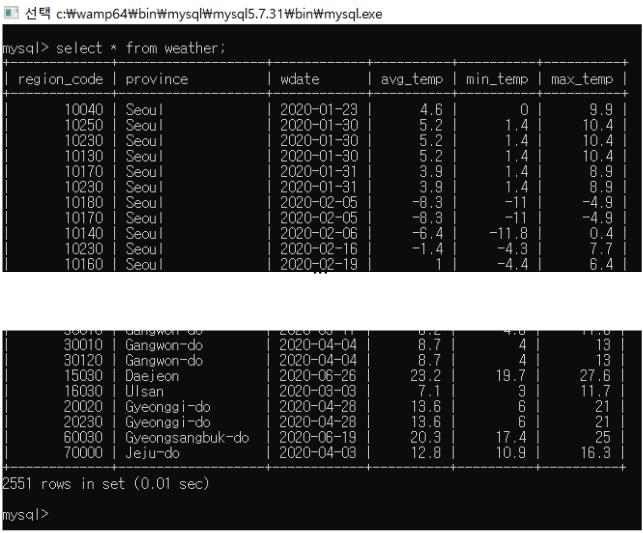 선택 c:₩wamp64₩bin₩mysql₩mysql5.7.31₩bin₩mysql.exe
mysql> select * from weather;
| region_code | province | wdate | avg_temp | min_temp | max_temp |
| 10040 | Seoul | 2020-01-23 | 4.6 | 0 | 9.9 |
| 10250 | Seoul | 2020-01-30 | 5.2 | 1.4 | 10.4 |
| 10230 | Seoul | 2020-01-30 | 5.2 | 1.4 | 10.4 |
| 10130 | Seoul | 2020-01-30 | 5.2 | 1.4 | 10.4 |
| 10170 | Seoul | 2020-01-31 | 3.9 | 1.4 | 8.9 |
| 10230 | Seoul | 2020-01-31 | 3.9 | 1.4 | 8.9 |
| 10180 | Seoul | 2020-02-05 | -8.3 | -11 | -4.9 |
| 10170 | Seoul | 2020-02-05 | -8.3 | -11 | -4.9 |
| 10140 | Seoul | 2020-02-06 | -6.4 | -11.8 | 0.4 |
| 10230 | Seoul | 2020-02-16 | -1.4 | -4.3 | 7.7 |
| 10160 | Seoul | 2020-02-19 | 1 | -4.4 | 6.4 |
...
| 30010 | Gangwon-do | 2020-04-04 | 8.7 | 4 | 13 |
| 30120 | Gangwon-do | 2020-04-04 | 8.7 | 4 | 13 |
| 15030 | Daejeon | 2020-06-26 | 23.2 | 19.7 | 27.6 |
| 16030 | Ulsan | 2020-03-03 | 7.1 | 3 | 11.7 |
| 20020 | Gyeonggi-do | 2020-04-28 | 13.6 | 6 | 21 |
| 20230 | Gyeonggi-do | 2020-04-28 | 13.6 | 6 | 21 |
| 60030 | Gyeongsangbuk-do | 2020-06-19 | 20.3 | 17.4 | 25 |
| 70000 | Jeju-do | 2020-04-03 | 12.8 | 10.9 | 16.3 |
2551 rows in set (0.01 sec)
mysql>